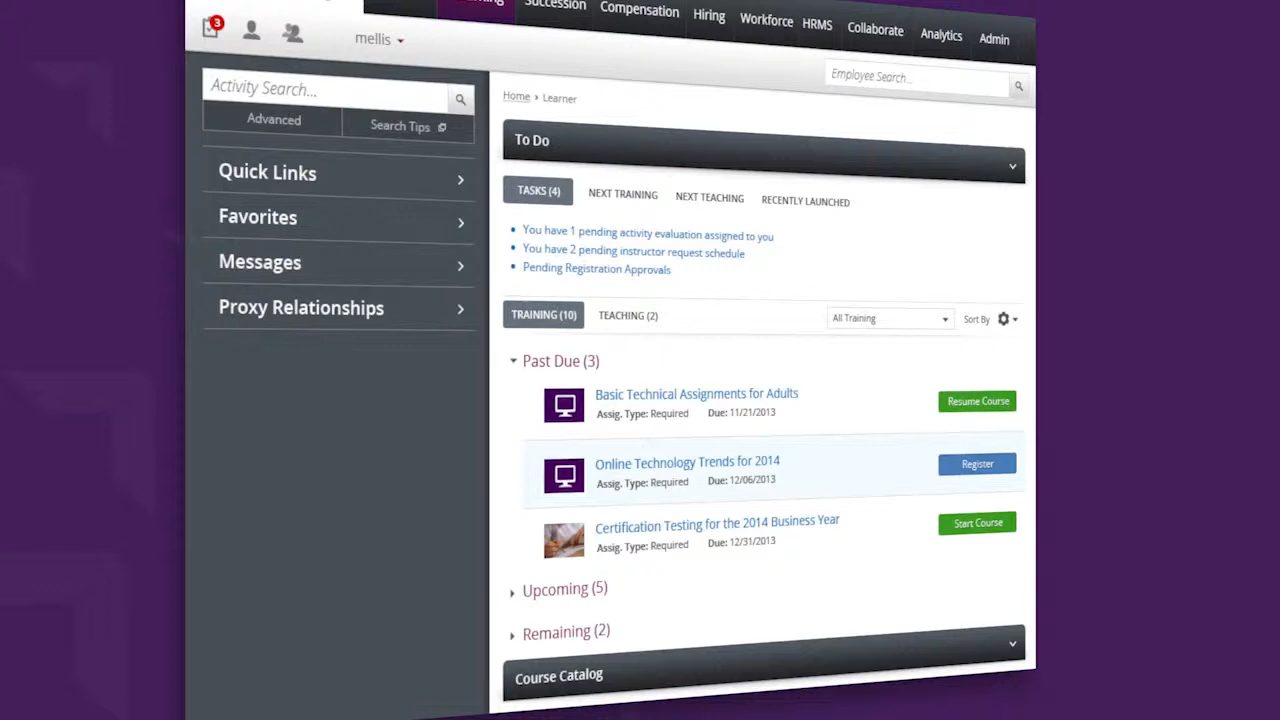 Succession Compensation Hiring Workforce HRMS Collaborate Analytics Admin
3
mellis
Employee Search...
Activity Search...
Advanced Search Tips
Quick Links
Favorites
Messages
Proxy Relationships
Home › Learner
To Do
TASKS (4) NEXT TRAINING NEXT TEACHING RECENTLY LAUNCHED
You have 1 pending activity evaluation assigned to you
You have 2 pending instructor request schedule
Pending Registration Approvals
TRAINING (10) TEACHING (2) All Training Sort By
Past Due (3)
Basic Technical Assignments for Adults
Assig. Type: Required Due: 11/21/2013
Resume Course
Online Technology Trends for 2014
Assig. Type: Required Due: 12/06/2013
Register
Certification Testing for the 2014 Business Year
Assig. Type: Required Due: 12/31/2013
Start Course
Upcoming (5)
Remaining (2)
Course Catalog